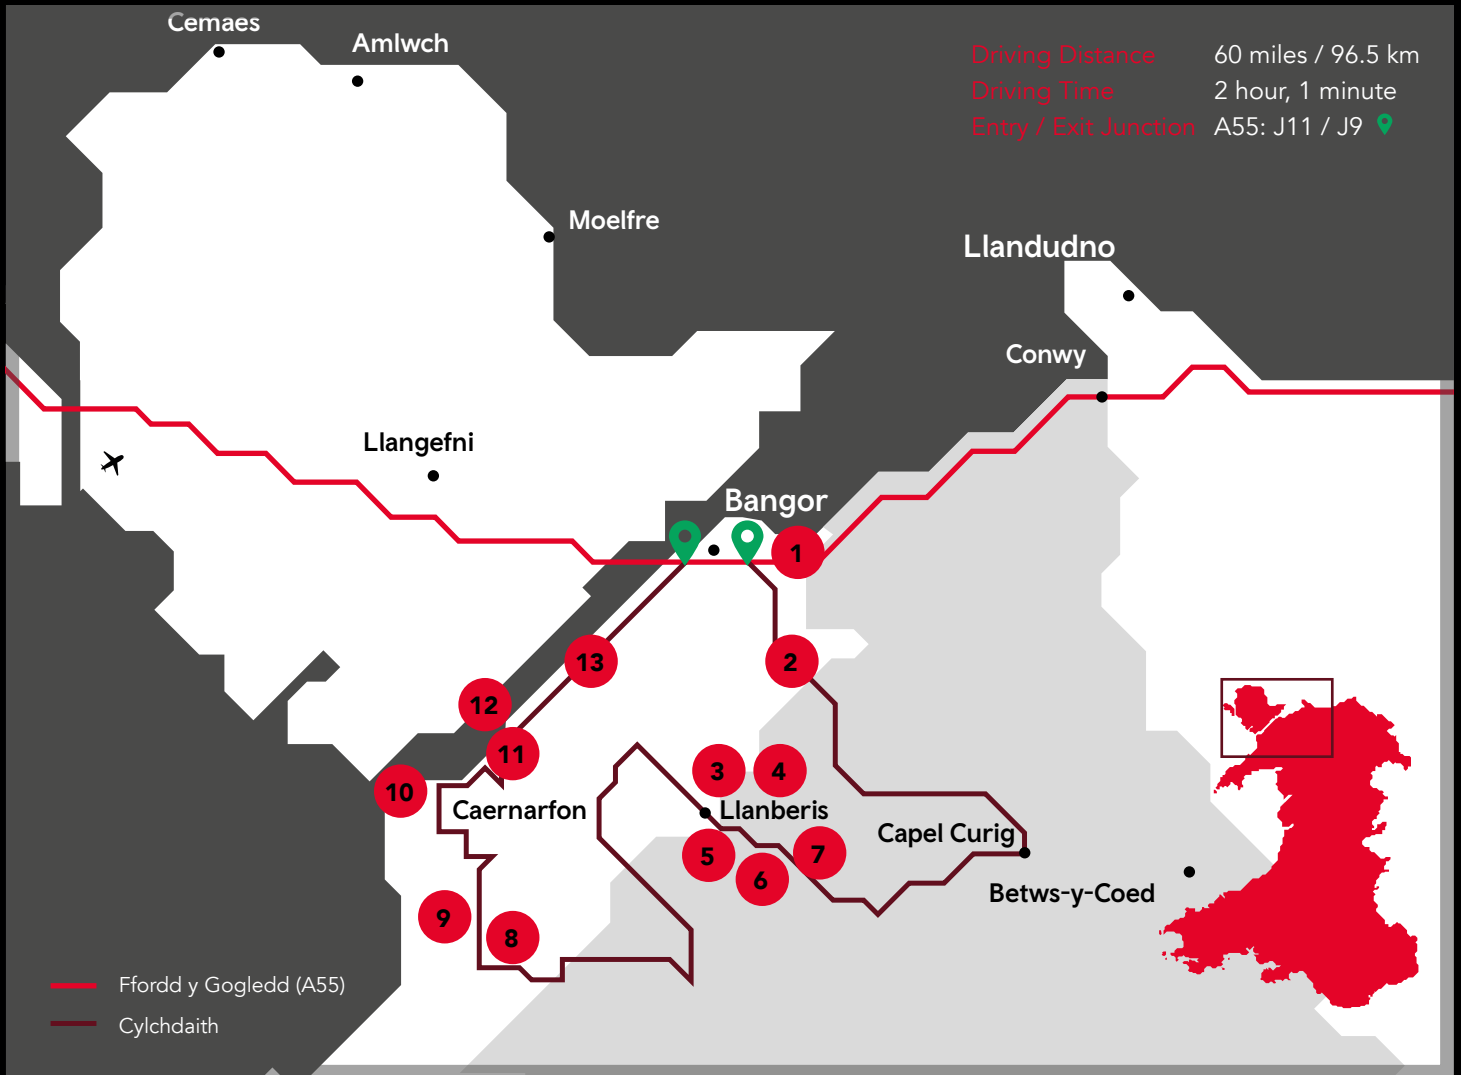 Cemaes
Amlwch
Driving Distance 60 miles / 96.5 km
Driving Time 2 hour, 1 minute
Entry / Exit Junction A55: J11 / J9
Moelfre
Llandudno
Conwy
Llangefni
Bangor
1
13
2
12
11
3
4
10
Caernarfon
Llanberis
Capel Curig
5
7
6
Betws-y-Coed
9
8
Ffordd y Gogledd (A55)
Cylchdaith